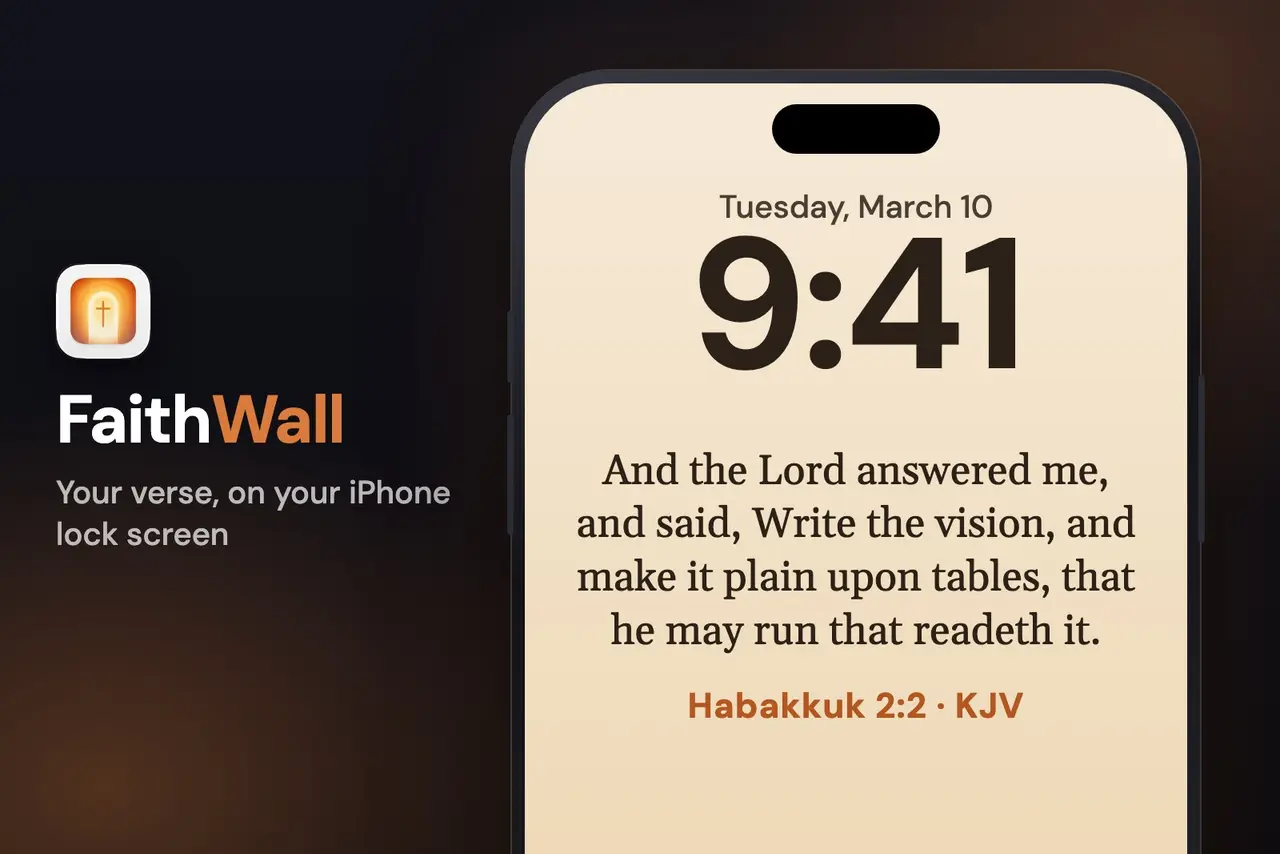 FaithWall
Your verse, on your iPhone
lock screen
Tuesday, March 10
9:41
And the Lord answered me,
and said, Write the vision, and
make it plain upon tables, that
he may run that readeth it.
Habakkuk 2:2 · KJV